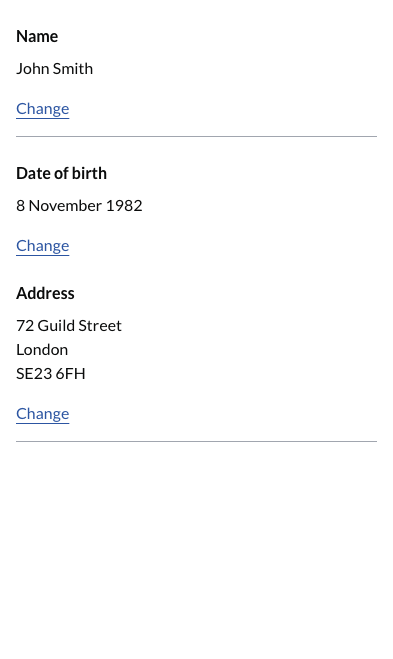 Name
John Smith
Change
Date of birth
8 November 1982
Change
Address
72 Guild Street
London
SE23 6FH
Change